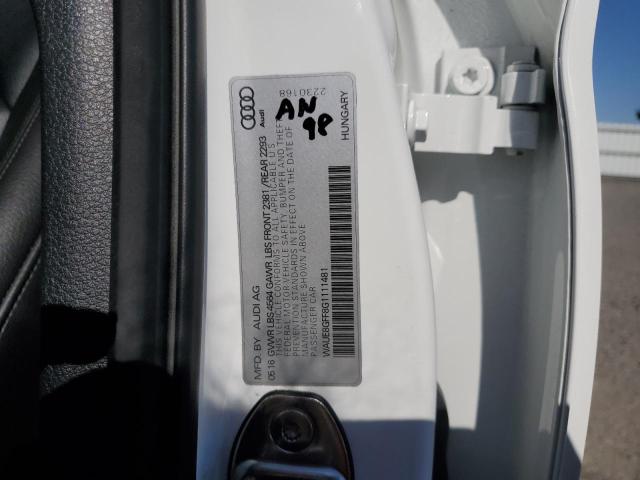 MFD. BY AUDI AG
Audi
2230168
0516 GVWR LBS 4564 GAWR LBS FRONT 2381 / REAR 2293
THIS VEHICLE CONFORMS TO ALL APPLICABLE U.S.
FEDERAL MOTOR VEHICLE SAFETY, BUMPER AND THEFT
PREVENTION STANDARDS IN EFFECT ON THE DATE OF
MANUFACTURE SHOWN ABOVE
PASSENGER CAR
WAUE8GFF8G1111481
HUNGARY
AN
98